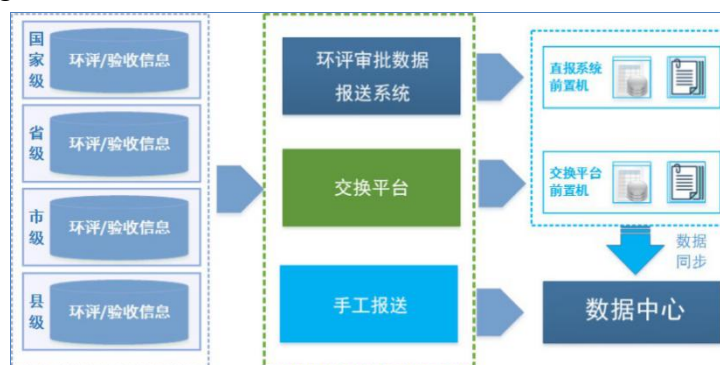 国
家
级
环评/验收信息
省
级
环评/验收信息
市
级
环评/验收信息
县
级
环评/验收信息
环评审批数据
报送系统
交换平台
手工报送
直报系统
前置机
交换平台
前置机
数据
同步
数据中心